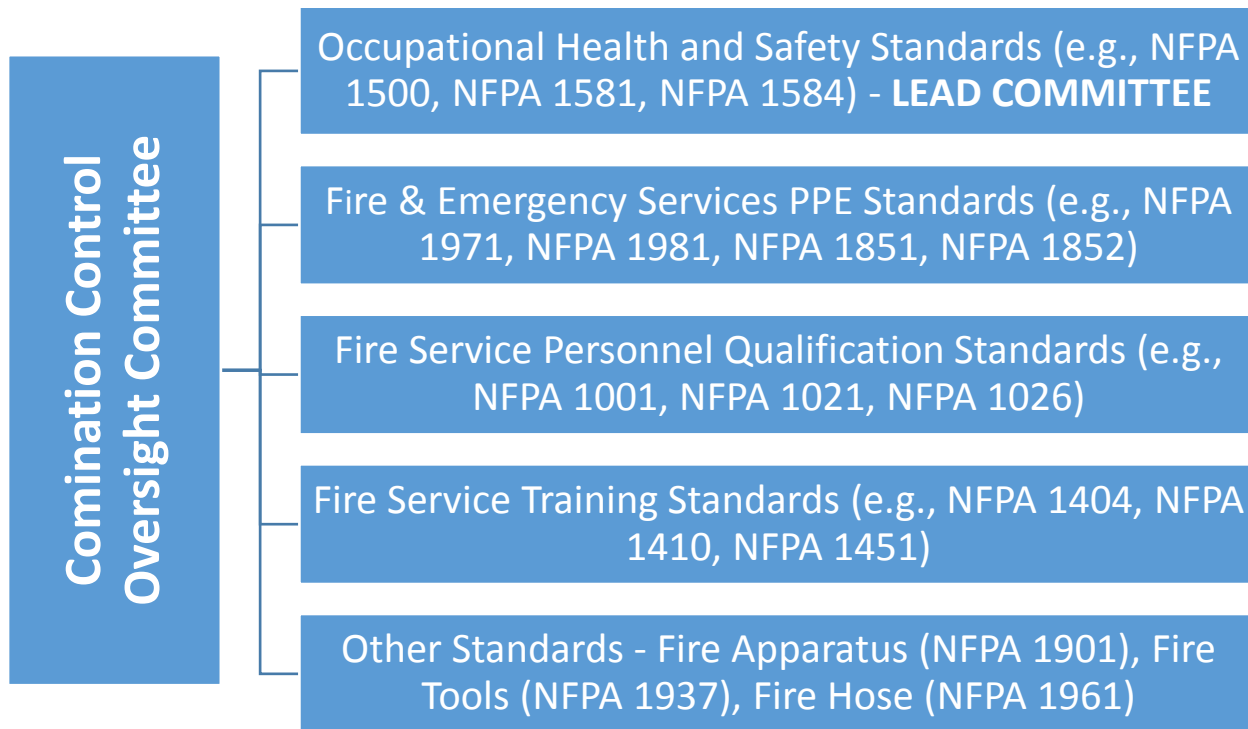 Comination Control
Oversight Committee
Occupational Health and Safety Standards (e.g., NFPA
1500, NFPA 1581, NFPA 1584) - LEAD COMMITTEE
Fire & Emergency Services PPE Standards (e.g., NFPA
1971, NFPA 1981, NFPA 1851, NFPA 1852)
Fire Service Personnel Qualification Standards (e.g.,
NFPA 1001, NFPA 1021, NFPA 1026)
Fire Service Training Standards (e.g., NFPA 1404, NFPA
1410, NFPA 1451)
Other Standards - Fire Apparatus (NFPA 1901), Fire
Tools (NFPA 1937), Fire Hose (NFPA 1961)